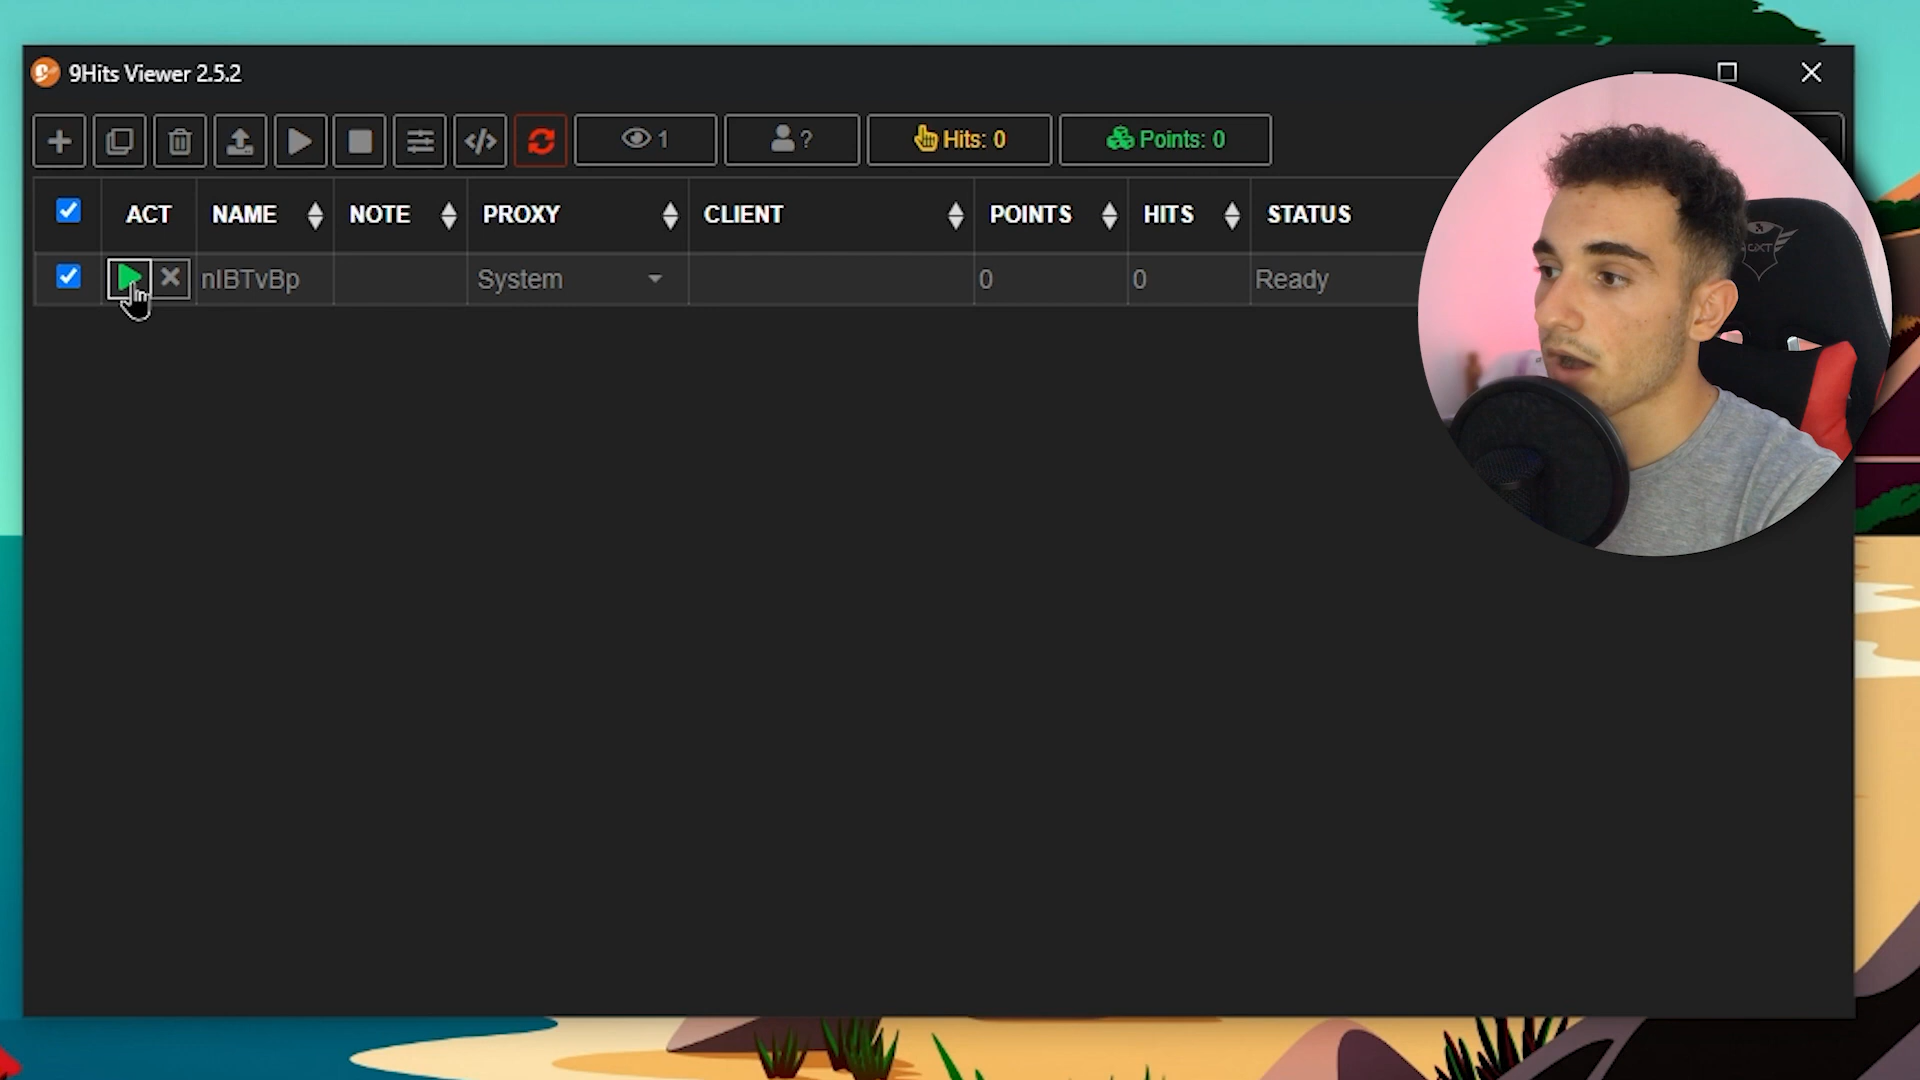 9Hits Viewer 2.5.2
1 ? Hits: 0 Points: 0
ACT NAME NOTE PROXY CLIENT POINTS HITS STATUS
nIBTvBp System 0 0 Ready
GXT